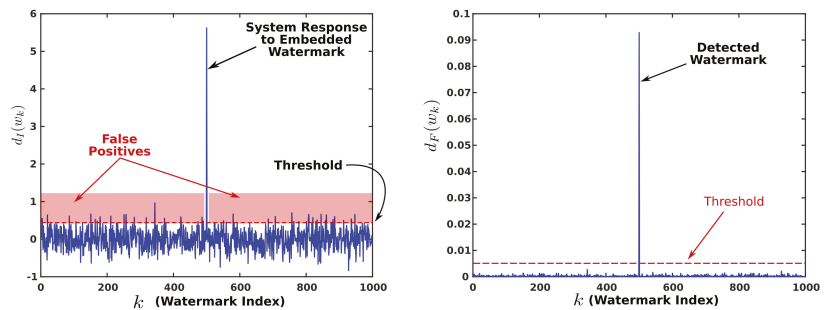 6
5
4
3
2
1
0
-1
0
200
400
600
800
1000
d_I(w_k)
System Response
to Embedded
Watermark
False
Positives
Threshold
k (Watermark Index)
0.1
0.09
0.08
0.07
0.06
0.05
0.04
0.03
0.02
0.01
0
0
200
400
600
800
1000
d_F(w_k)
Detected
Watermark
Threshold
k (Watermark Index)